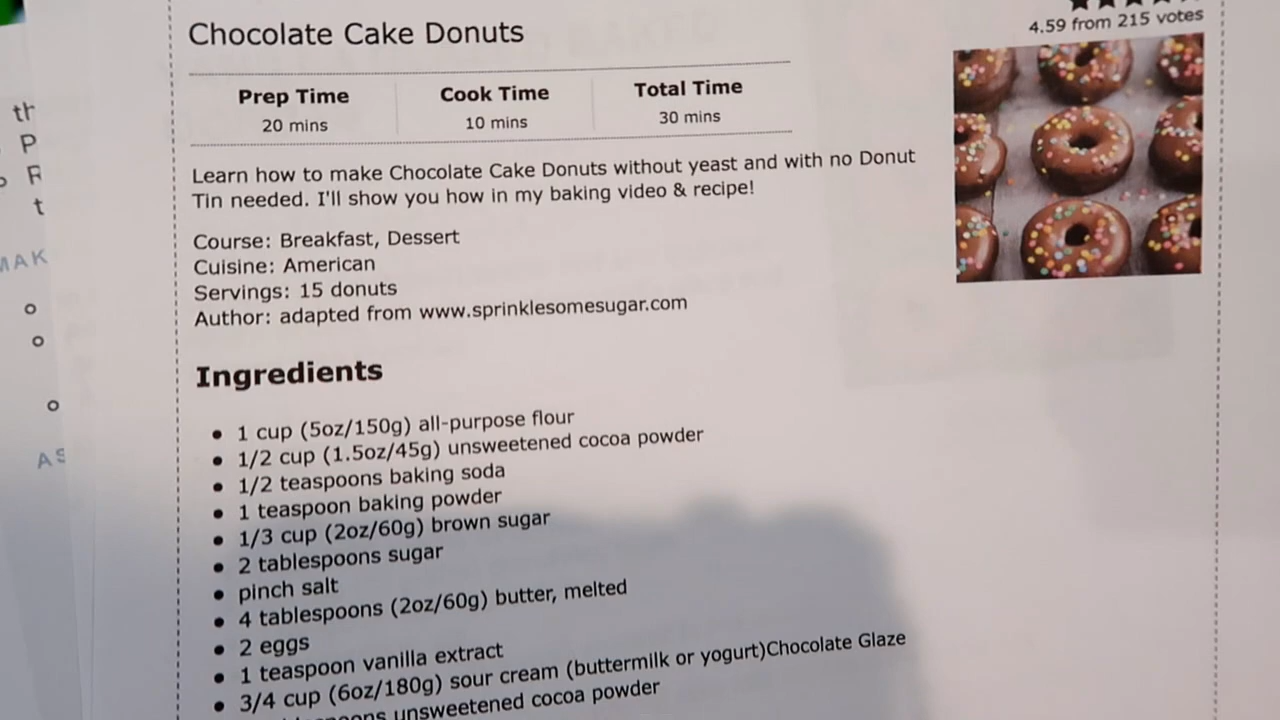 Chocolate Cake Donuts
4.59 from 215 votes
Prep Time Cook Time Total Time
20 mins 10 mins 30 mins
Learn how to make Chocolate Cake Donuts without yeast and with no Donut
Tin needed. I'll show you how in my baking video & recipe!
Course: Breakfast, Dessert
Cuisine: American
Servings: 15 donuts
Author: adapted from www.sprinklesomesugar.com
Ingredients
1 cup (5oz/150g) all-purpose flour
1/2 cup (1.5oz/45g) unsweetened cocoa powder
1/2 teaspoons baking soda
1 teaspoon baking powder
1/3 cup (2oz/60g) brown sugar
2 tablespoons sugar
pinch salt
4 tablespoons (2oz/60g) butter, melted
2 eggs
1 teaspoon vanilla extract
3/4 cup (6oz/180g) sour cream (buttermilk or yogurt)Chocolate Glaze
unsweetened cocoa powder